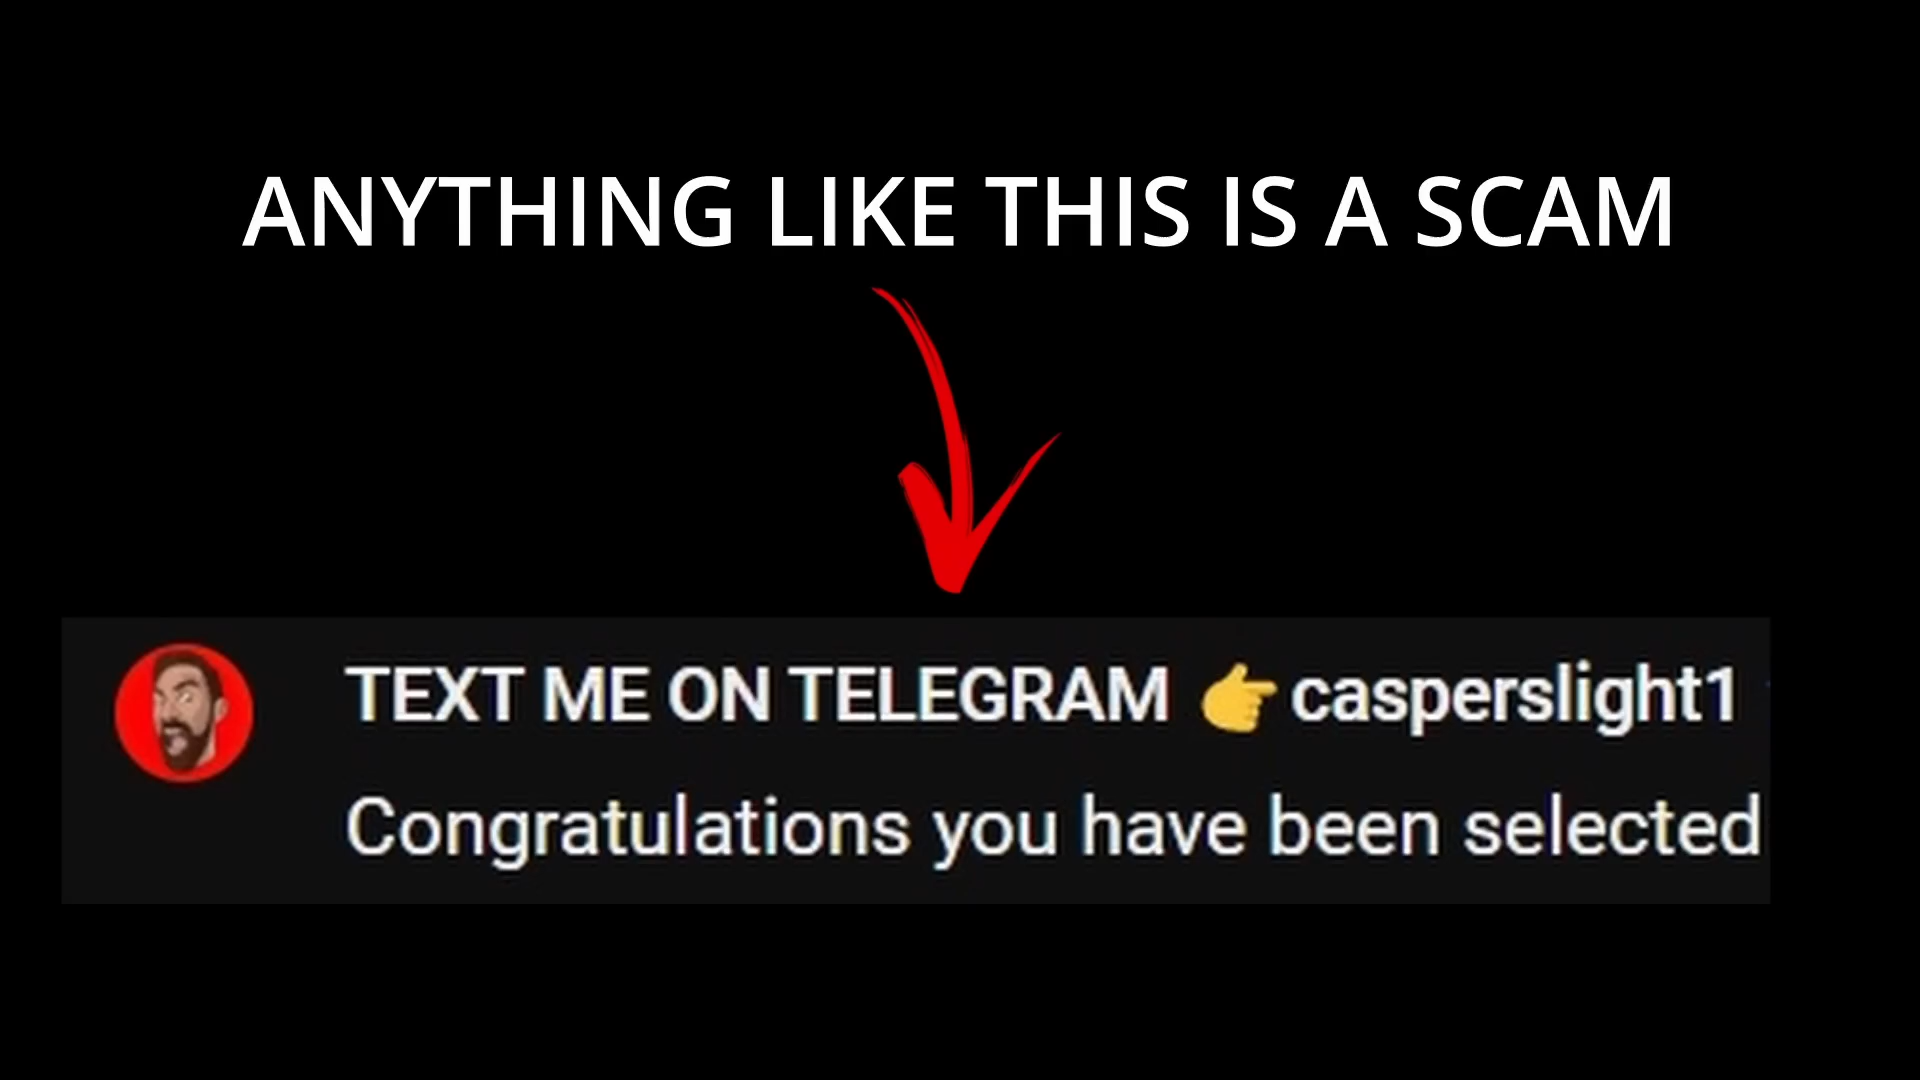 ANYTHING LIKE THIS IS A SCAM
TEXT ME ON TELEGRAM 👉casperslight1
Congratulations you have been selected